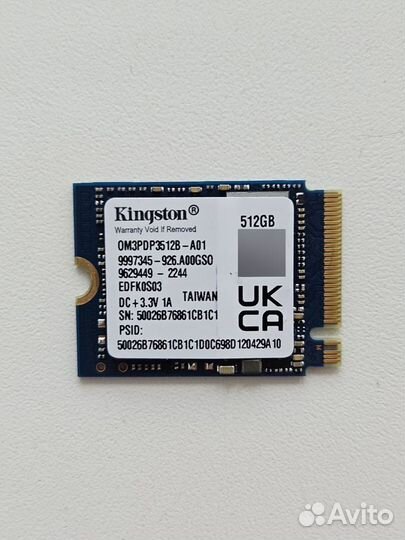 Kingston®
Warranty Void If Removed
512GB
OM3PDP3512B-A01
9997345-926.A00GSO
9629449-2244
EDFK0S03
DC+3.3V 1A TAIWAN
UK
CA
SN: 50026B76861CB1C1
PSID:
50026B76861CB1C1D0C698D120429A10
Avito